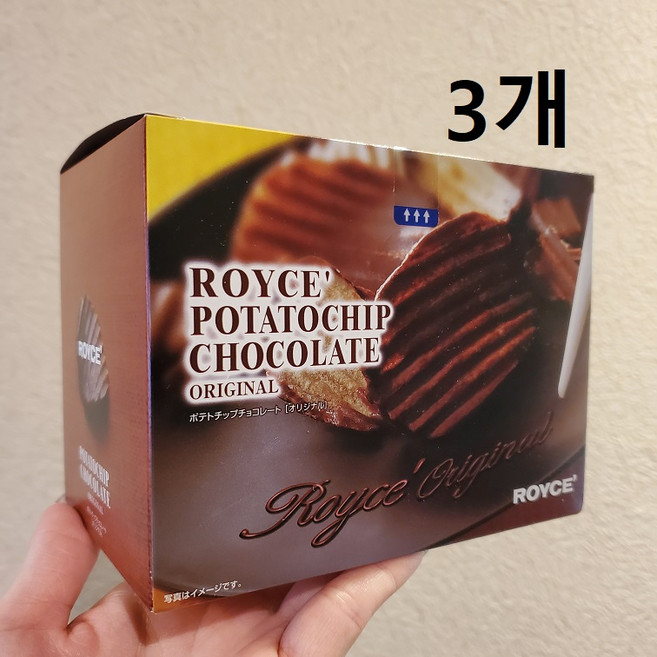 3개
ROYCE'
POTATOCHIP
CHOCOLATE
ORIGINAL
ポテトチップチョコレート [オリジナル]
Royce' Original
ROYCE'
写真はイメージです。
ROYCE'
POTATOCHIP
CHOCOLATE